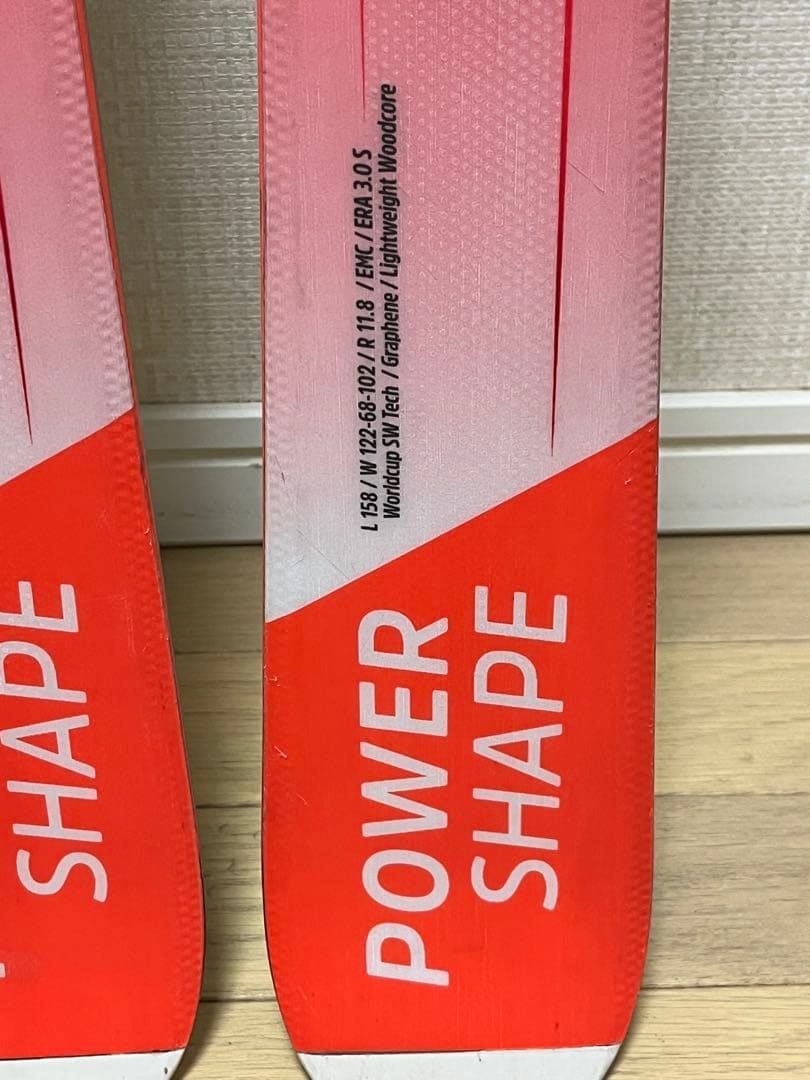 L 158 / W 122-68-102 / R 11.8 / EMC / ERA 3.0 S
Worldcup SW Tech / Graphene / Lightweight Woodcore
POWER
SHAPE
SHAPE